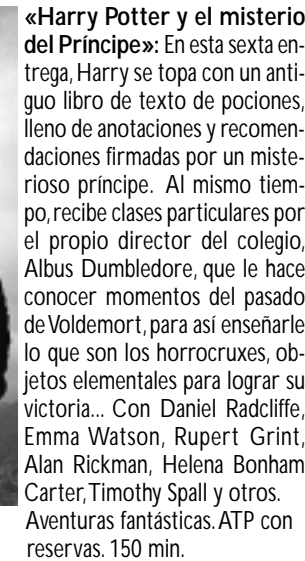 «Harry Potter y el misterio
del Príncipe»: En esta sexta en-
trega, Harry se topa con un anti-
guo libro de texto de pociones,
lleno de anotaciones y recomen-
daciones firmadas por un miste-
rioso príncipe. Al mismo tiem-
po, recibe clases particulares por
el propio director del colegio,
Albus Dumbledore, que le hace
conocer momentos del pasado
de Voldemort, para así enseñarle
lo que son los horrocruxes, ob-
jetos elementales para lograr su
victoria... Con Daniel Radcliffe,
Emma Watson, Rupert Grint,
Alan Rickman, Helena Bonham
Carter, Timothy Spall y otros.
Aventuras fantásticas. ATP con
reservas. 150 min.